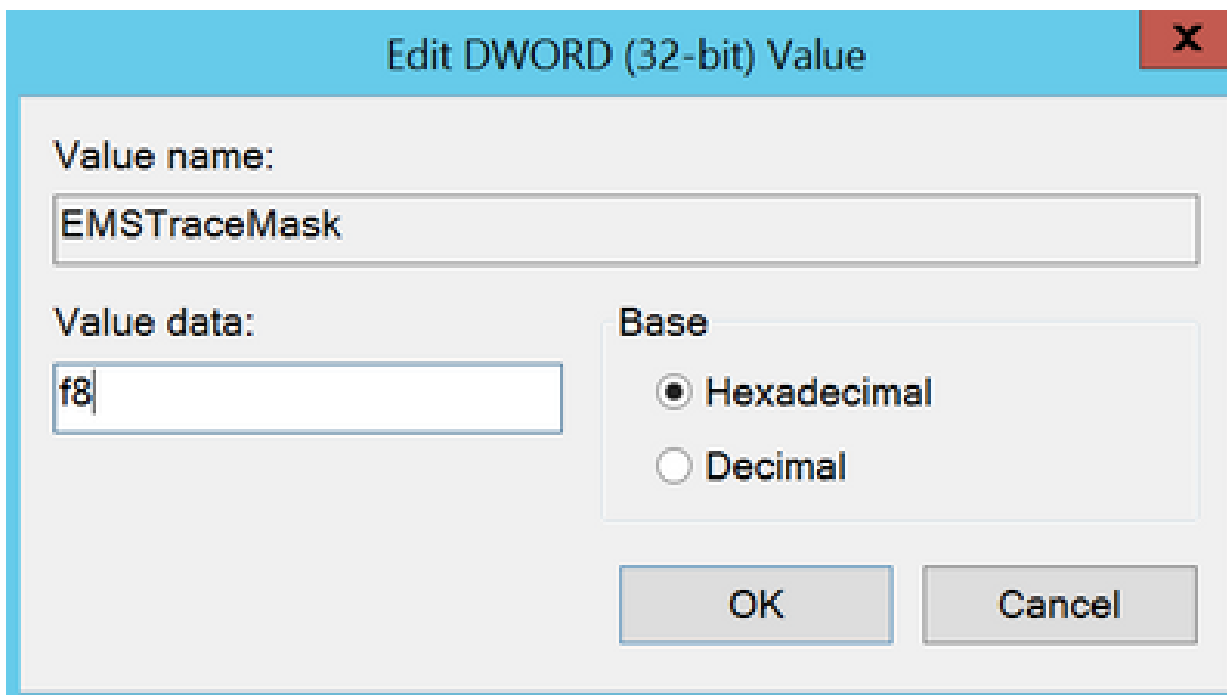 Edit DWORD (32-bit) Value
x
Value name:
EMSTraceMask
Value data:
f8
Base
Hexadecimal
Decimal
OK
Cancel